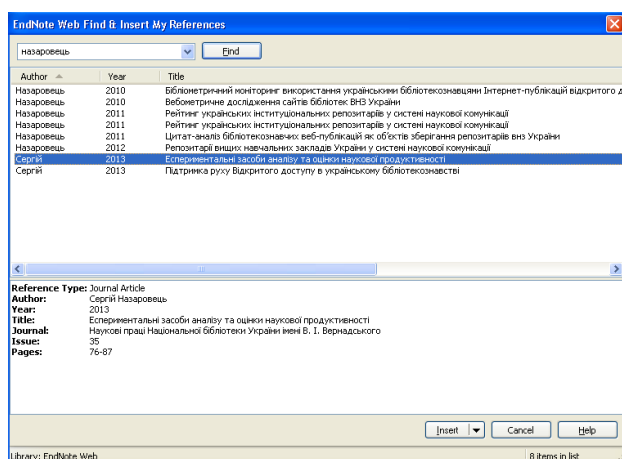 EndNote Web Find & Insert My References
назаровець
Find
Author Year Title
Назаровець 2010 Бібліометричний моніторинг використання українськими бібліотекознавцями Інтернет-публікацій відкритого д
Назаровець 2010 Вебометричне дослідження сайтів бібліотек ВНЗ України
Назаровець 2011 Рейтинг українських інституціональних репозитаріїв у системі наукової комунікації
Назаровець 2011 Рейтинг українських інституціональних репозитаріїв у системі наукової комунікації
Назаровець 2011 Цитат-аналіз бібліотекознавчих веб-публікацій як об'єктів зберігання репозитаріїв внз України
Назаровець 2012 Репозитарії вищих навчальних закладів України у системі наукової комунікації
Сергій 2013 Еспериментальні засоби аналізу та оцінки наукової продуктивності
Сергій 2013 Підтримка руху Відкритого доступу в українському бібліотекознавстві
Reference Type: Journal Article
Author: Сергій Назаровець
Year: 2013
Title: Еспериментальні засоби аналізу та оцінки наукової продуктивності
Journal: Наукові праці Національної бібліотеки України імені В. І. Вернадського
Issue: 35
Pages: 76-87
Insert Cancel Help
Library: EndNote Web 8 items in list